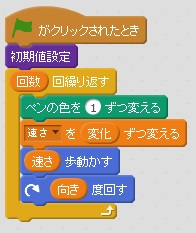 がクリックされたとき
初期値設定
回数 回繰り返す
ペンの色を 1 ずつ変える
速さ を 変化 ずつ変える
速さ 歩動かす
向き 度回す